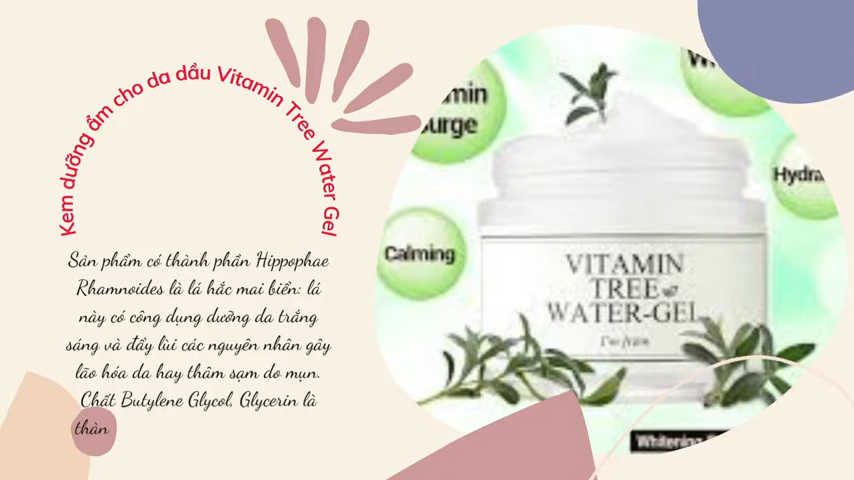 Kem dưỡng ẩm cho da dầu Vitamin Tree Water Gel
Sản phẩm có thành phần Hippophae
Rhamnoides là lá hắc mai biển: lá
này có công dụng dưỡng da trắng
sáng và đẩy lùi các nguyên nhân gây
lão hóa da hay thâm sạm do mụn.
Chất Butylene Glycol, Glycerin là
thàn
Calming
Hydra
VITAMIN
TREE
WATER-GEL
I'm from
Whitening